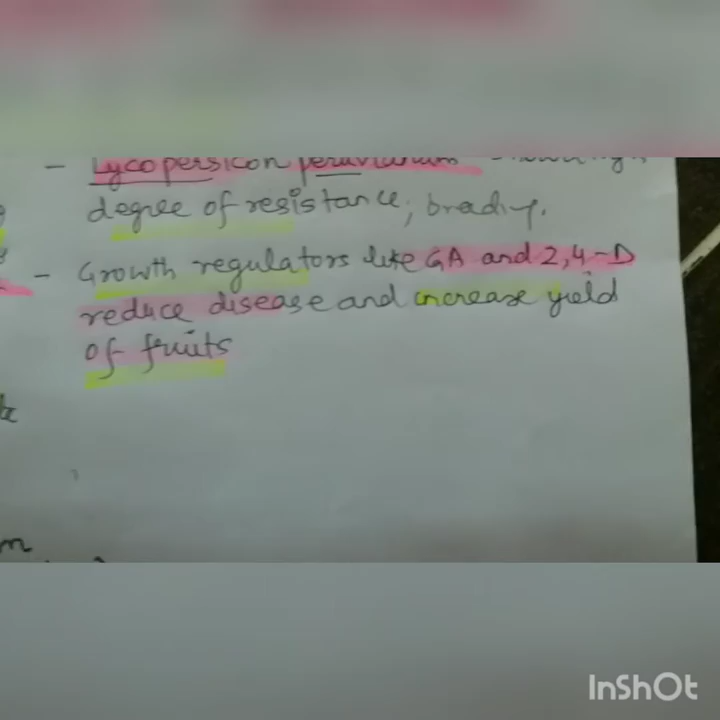 - Lycopersicon peruvianum
degree of resistance;
- Growth regulators like GA and 2,4-D
reduce disease and increase yield
of fruits
InShOt